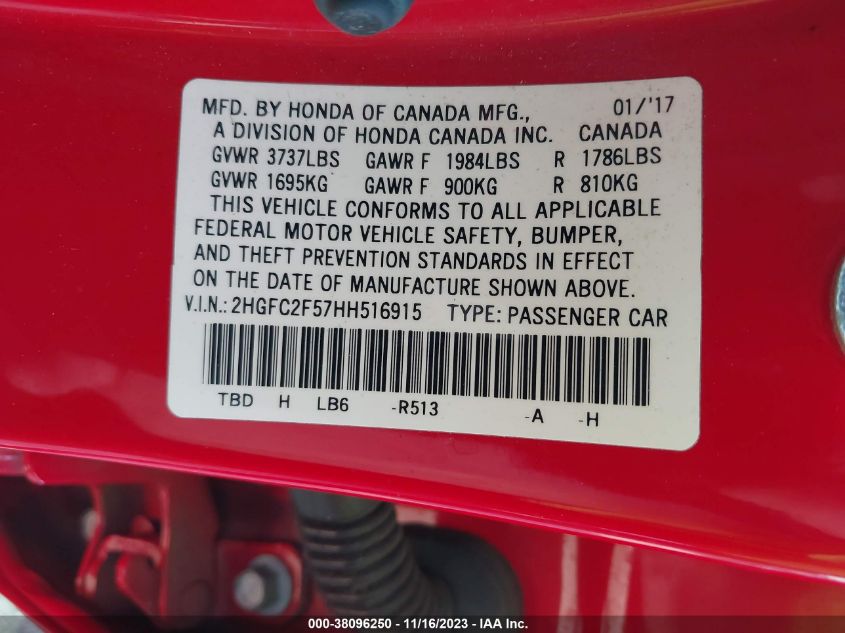 MFD. BY HONDA OF CANADA MFG., 01/'17
A DIVISION OF HONDA CANADA INC. CANADA
GVWR 3737LBS GAWR F 1984LBS R 1786LBS
GVWR 1695KG GAWR F 900KG R 810KG
THIS VEHICLE CONFORMS TO ALL APPLICABLE
FEDERAL MOTOR VEHICLE SAFETY, BUMPER,
AND THEFT PREVENTION STANDARDS IN EFFECT
ON THE DATE OF MANUFACTURE SHOWN ABOVE.
V.I.N.: 2HGFC2F57HH516915 TYPE: PASSENGER CAR
TBD H LB6 -R513 -A -H
000-38096250 - 11/16/2023 - IAA Inc.